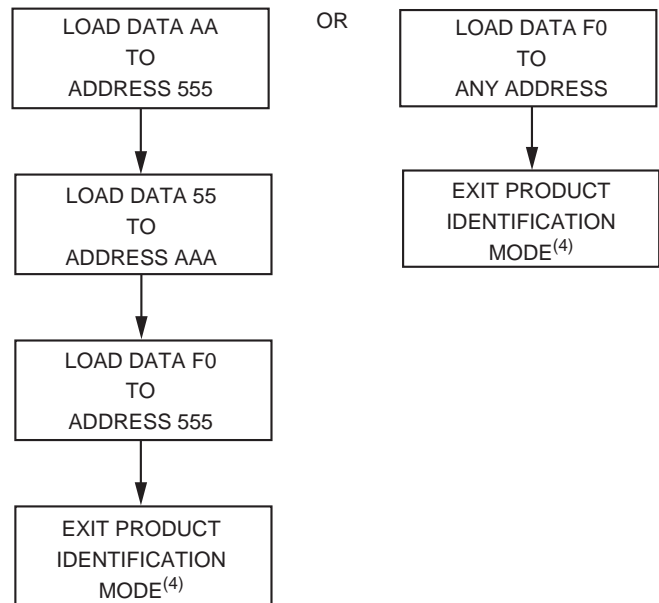 LOAD DATA AA
TO
ADDRESS 555
LOAD DATA 55
TO
ADDRESS AAA
LOAD DATA F0
TO
ADDRESS 555
EXIT PRODUCT
IDENTIFICATION
MODE(4)
OR
LOAD DATA F0
TO
ANY ADDRESS
EXIT PRODUCT
IDENTIFICATION
MODE(4)